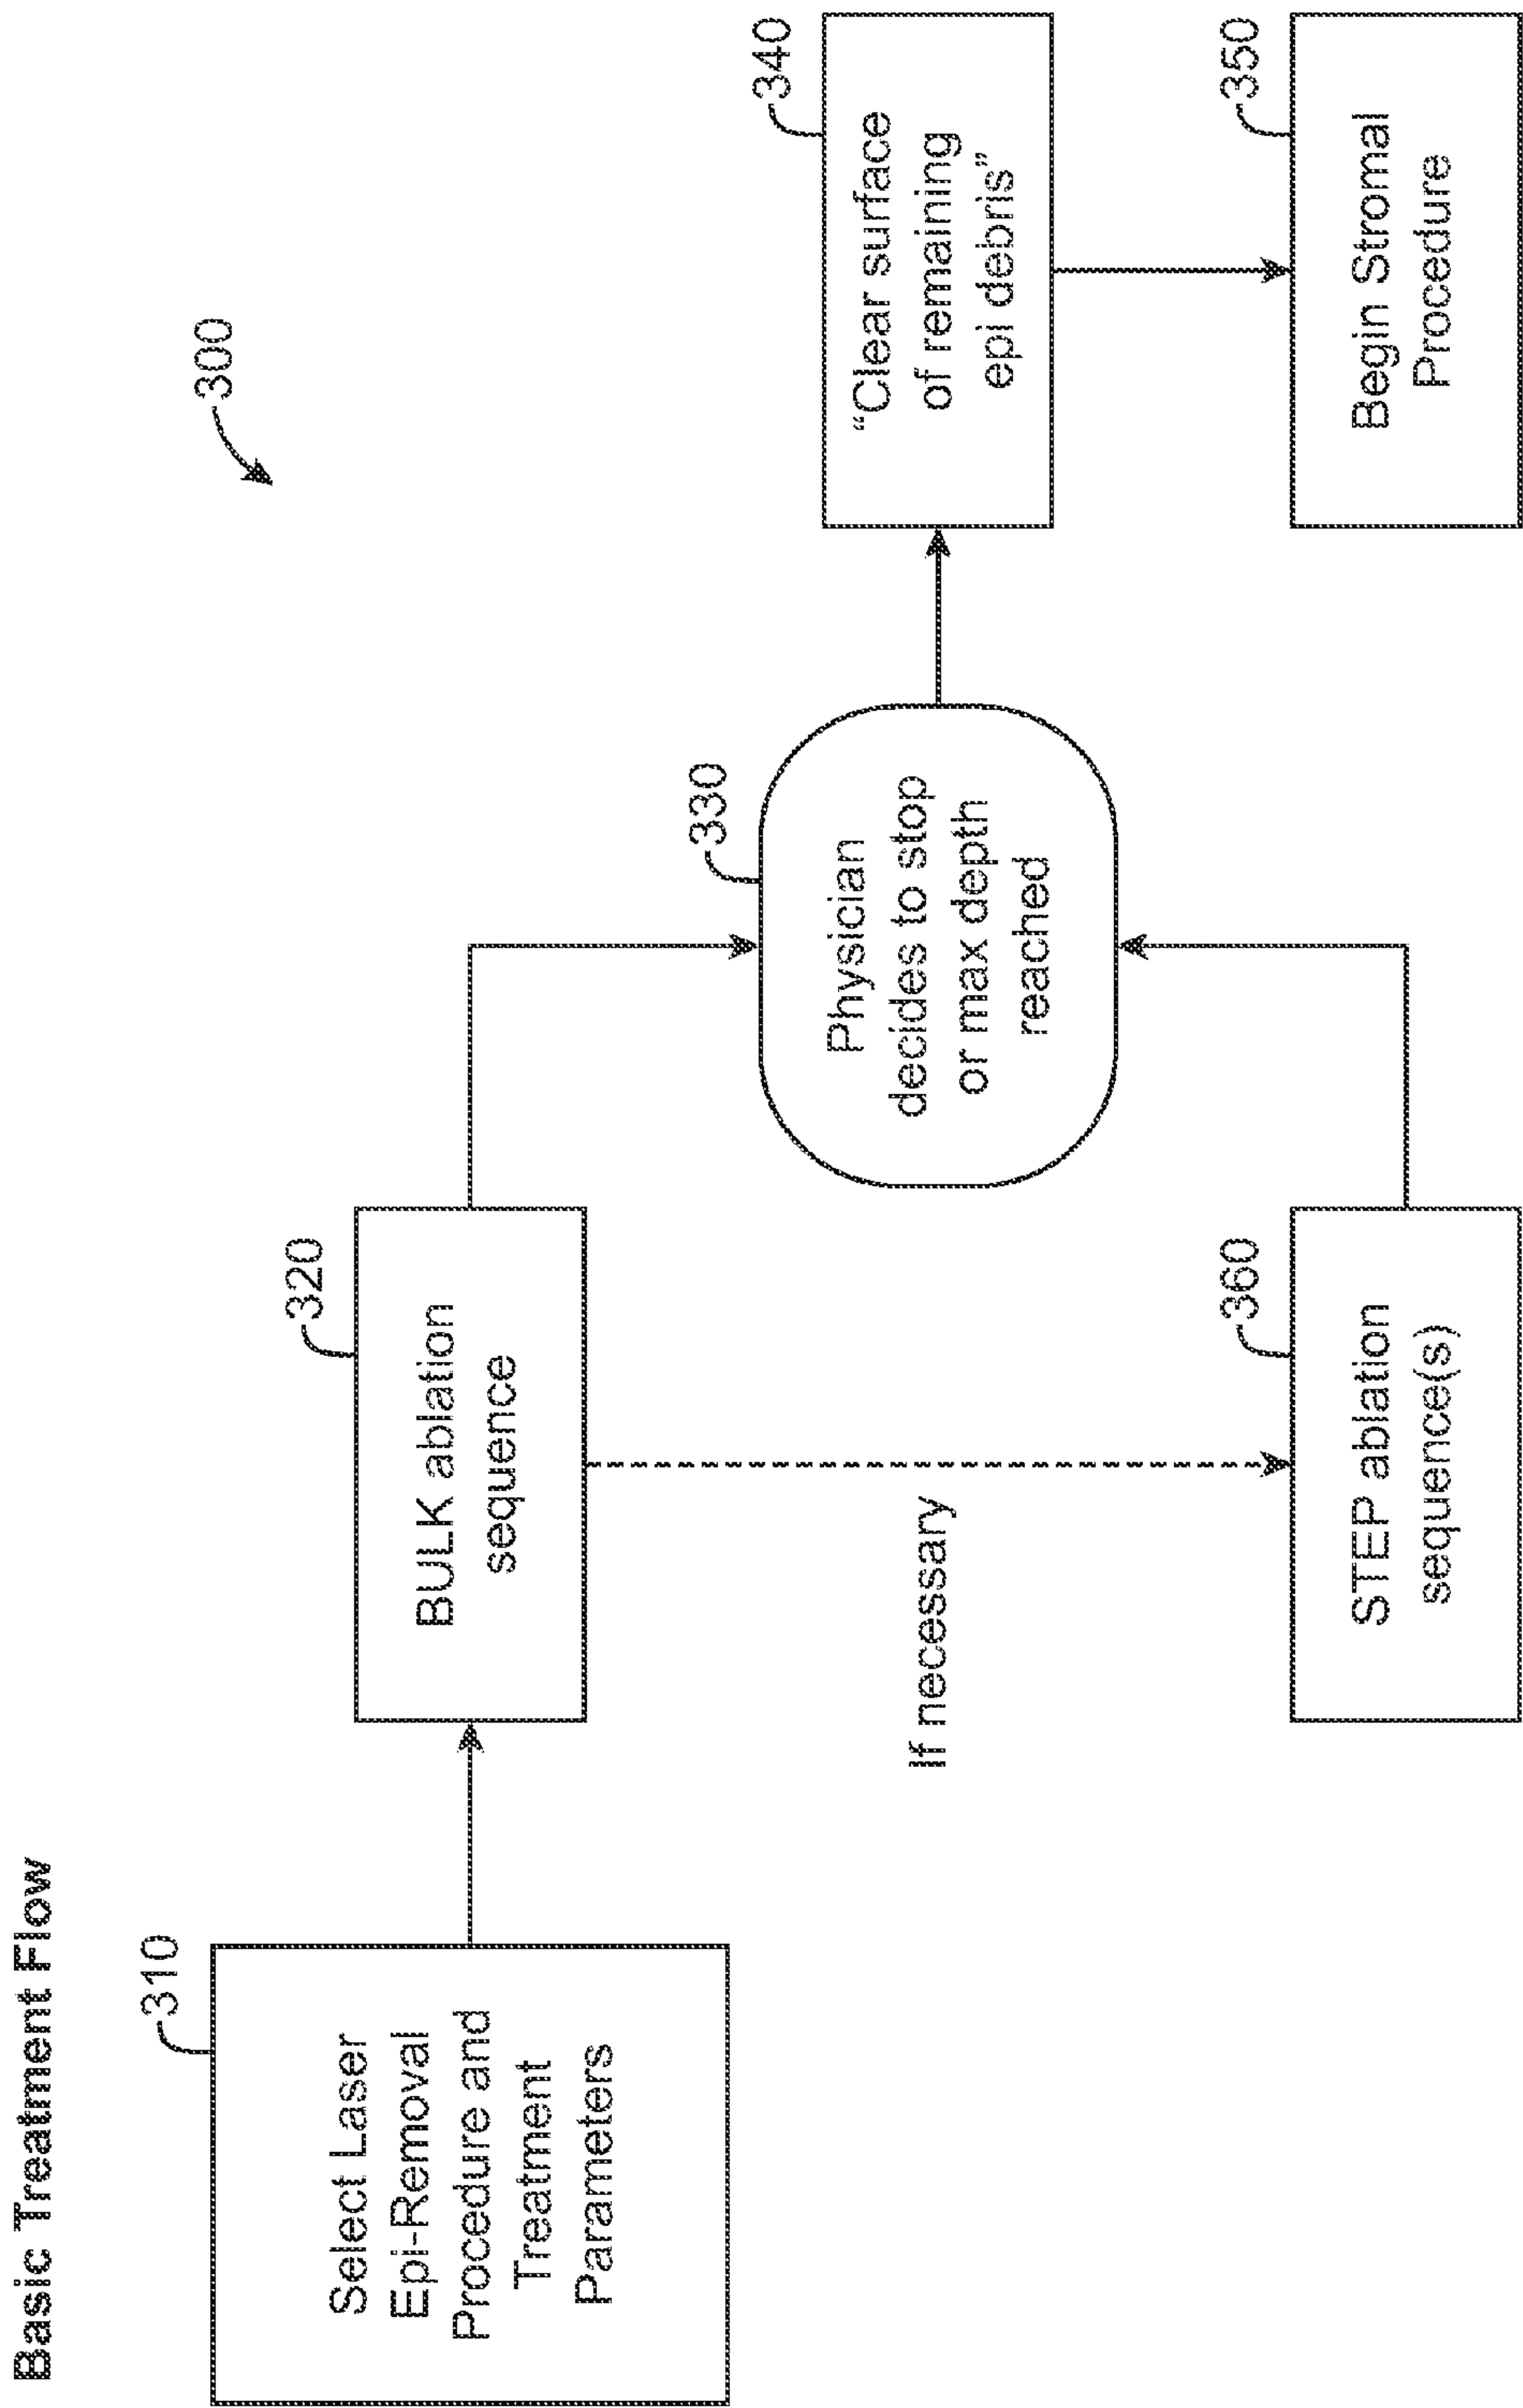 Basic Treatment Flow
300
310
Select Laser
Epi-Removal
Procedure and
Treatment
Parameters
320
BULK ablation
sequence
If necessary
360
STEP ablation
sequence(s)
330
Physician
decides to stop
or max depth
reached
340
“Clear surface
of remaining
epi debris”
350
Begin Stromal
Procedure